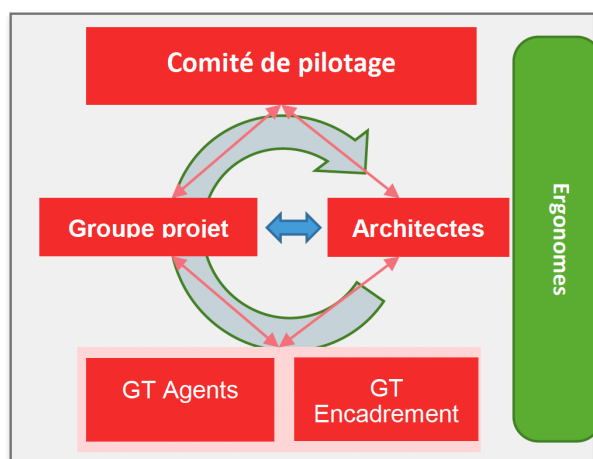 Comité de pilotage
Groupe projet
Architectes
GT Agents
GT
Encadrement
Ergonomes